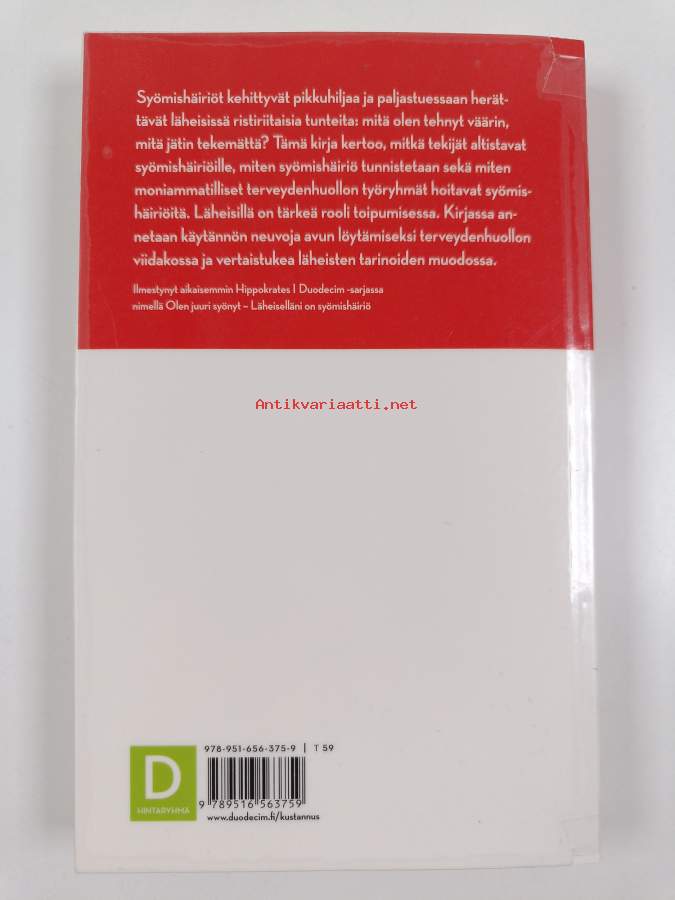 Syömishäiriöt kehittyvät pikkuhiljaa ja paljastuessaan herät-
tävät läheisissä ristiriitaisia tunteita: mitä olen tehnyt väärin,
mitä jätin tekemättä? Tämä kirja kertoo, mitkä tekijät altistavat
syömishäiriöille, miten syömishäiriö tunnistetaan sekä miten
moniammatilliset terveydenhuollon työryhmät hoitavat syömis-
häiriöitä. Läheisillä on tärkeä rooli toipumisessa. Kirjassa an-
netaan käytännön neuvoja avun löytämiseksi terveydenhuollon
viidakossa ja vertaistukea läheisten tarinoiden muodossa.
Ilmestynyt aikaisemmin Hippokrates | Duodecim -sarjassa
nimellä Olen juuri syönyt – Läheiselläni on syömishäiriö
Antikvariaatti.net
978-951-656-375-9 | T 59
D
HINTARYHMÄ
9 789516 563759
www.duodecim.fi/kustannus